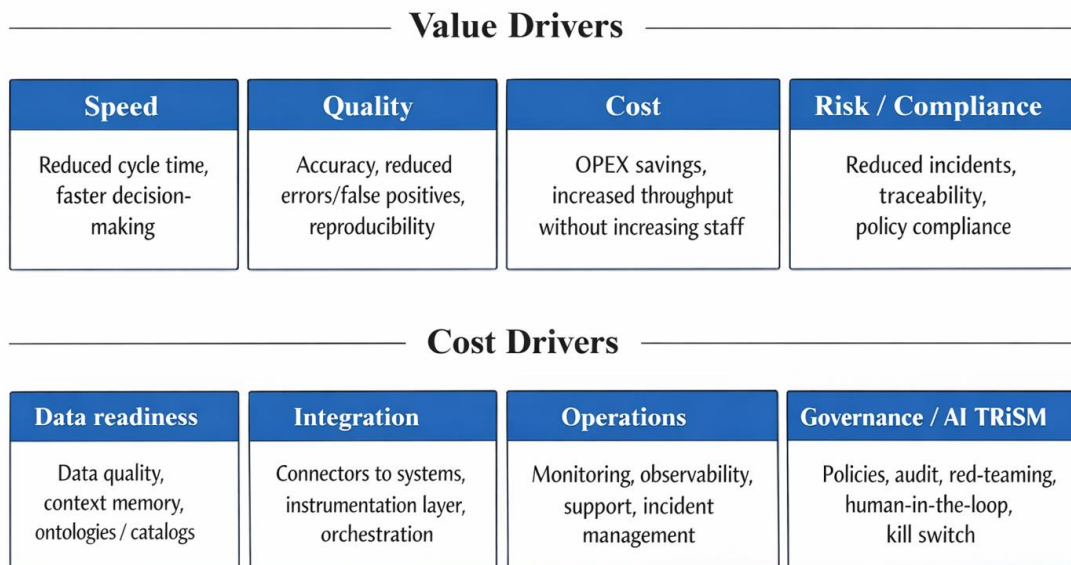 Value Drivers
Speed
Reduced cycle time,
faster decision-
making
Quality
Accuracy, reduced
errors/false positives,
reproducibility
Cost
OPEX savings,
increased throughput
without increasing staff
Risk / Compliance
Reduced incidents,
traceability,
policy compliance
Cost Drivers
Data readiness
Data quality,
context memory,
ontologies / catalogs
Integration
Connectors to systems,
instrumentation layer,
orchestration
Operations
Monitoring, observability,
support, incident
management
Governance / AI TRiSM
Policies, audit, red-teaming,
human-in-the-loop,
kill switch